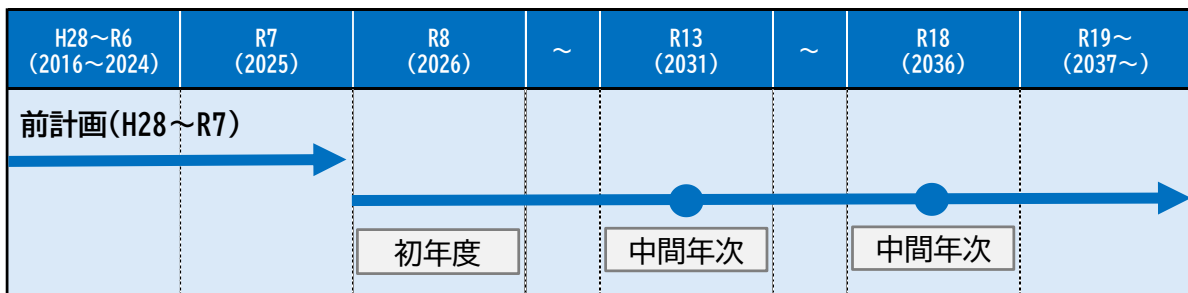 H28～R6
(2016～2024)
R7
(2025)
R8
(2026)
～
R13
(2031)
～
R18
(2036)
R19～
(2037～)
前計画(H28～R7)
初年度
中間年次
中間年次